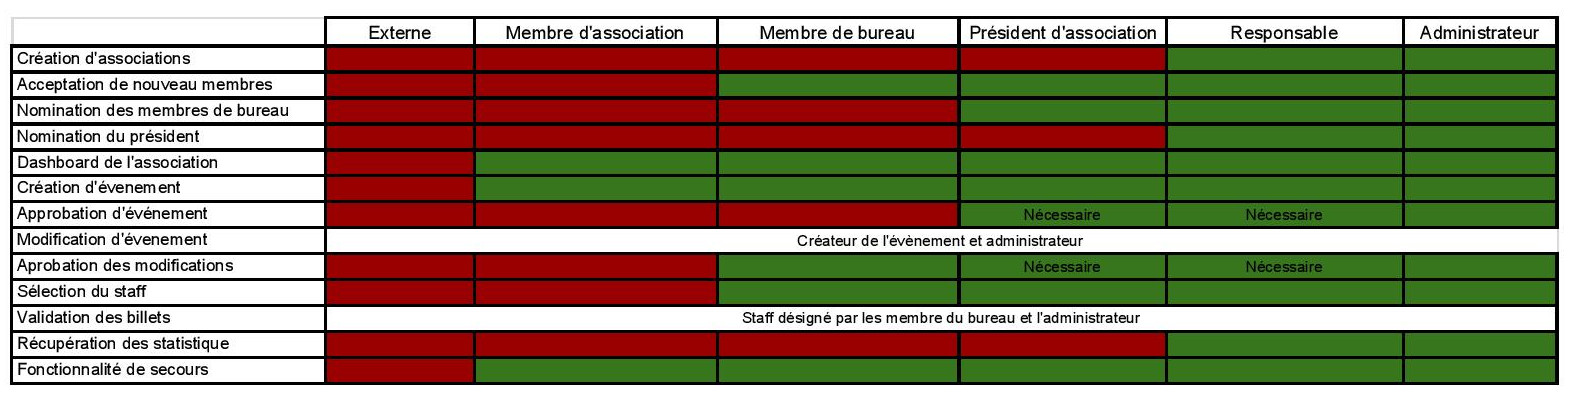 Externe Membre d'association Membre de bureau Président d'association Responsable Administrateur
Création d'associations
Acceptation de nouveau membres
Nomination des membres de bureau
Nomination du président
Dashboard de l'association
Création d'évenement
Approbation d'événement Nécessaire Nécessaire
Modification d'évenement Créateur de l'évènement et administrateur
Aprobation des modifications Nécessaire Nécessaire
Sélection du staff
Validation des billets Staff désigné par les membre du bureau et l'administrateur
Récupération des statistique
Fonctionnalité de secours